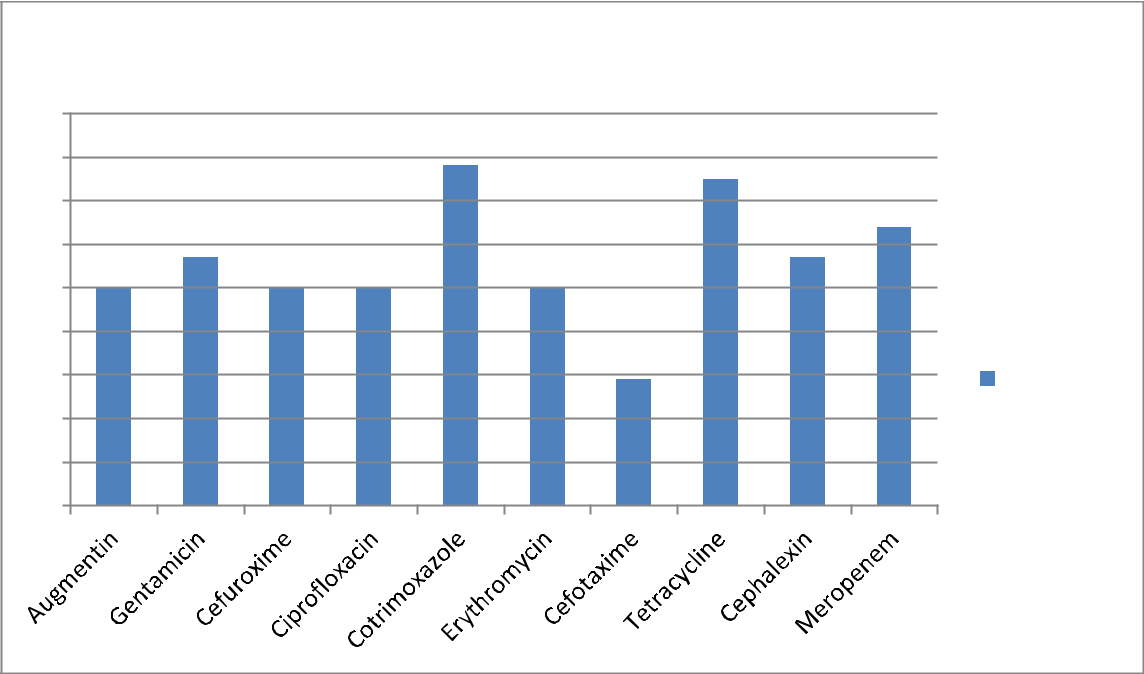 Augmentin
Gentamicin
Cefuroxime
Ciprofloxacin
Cotrimoxazole
Erythromycin
Cefotaxime
Tetracycline
Cephalexin
Meropenem